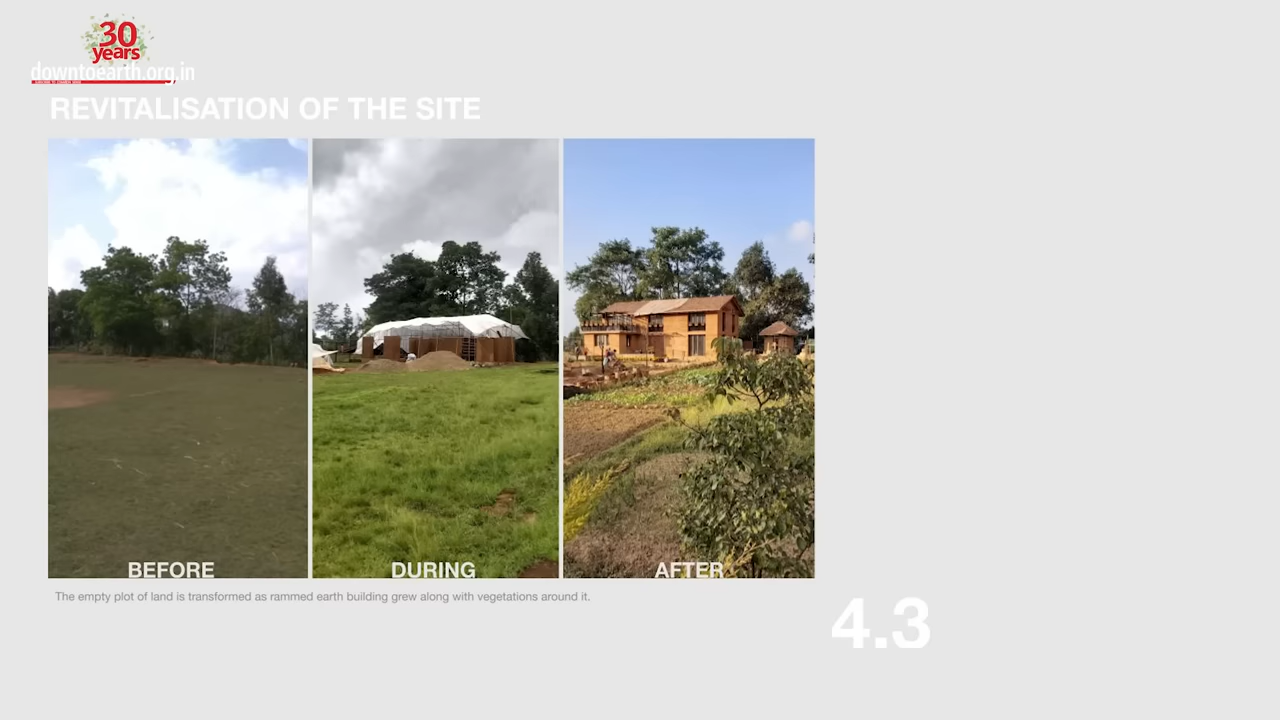 30
years
downtoearth.org.in
REVITALISATION OF THE SITE
BEFORE
DURING
AFTER
The empty plot of land is transformed as rammed earth building grew along with vegetations around it.
4.3